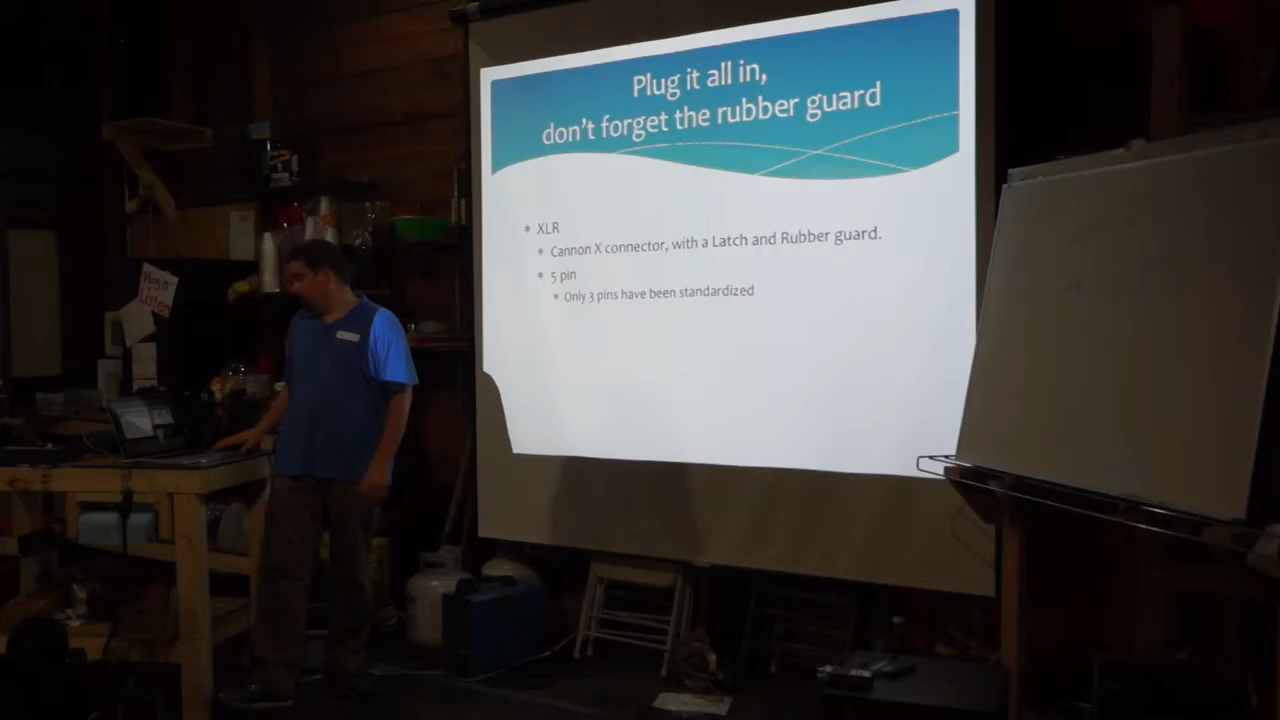 Plug it all in,
don't forget the rubber guard
* XLR
* Cannon X connector, with a Latch and Rubber guard.
* 5 pin
* Only 3 pins have been standardized
Listen